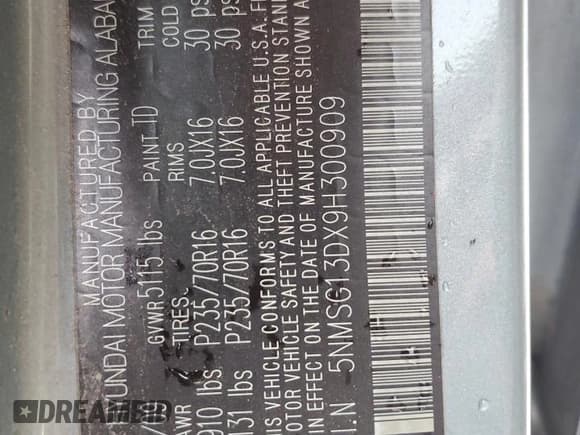 MANUFACTURED BY
YUNDAI MOTOR MANUFACTURING ALABA
GVWR 5115 lbs PAINT ID TRIM
TIRES RIMS COLD
910 lbs P235/70R16 7.0JX16 30 ps
131 lbs P235/70R16 7.0JX16 30 ps
IS VEHICLE CONFORMS TO ALL APPLICABLE U.S.A. F
OTOR VEHICLE SAFETY AND THEFT PREVENTION STAN
S IN EFFECT ON THE DATE OF MANUFACTURE SHOWN A
I.N 5NMSG13DX9H300909
DREAMBID